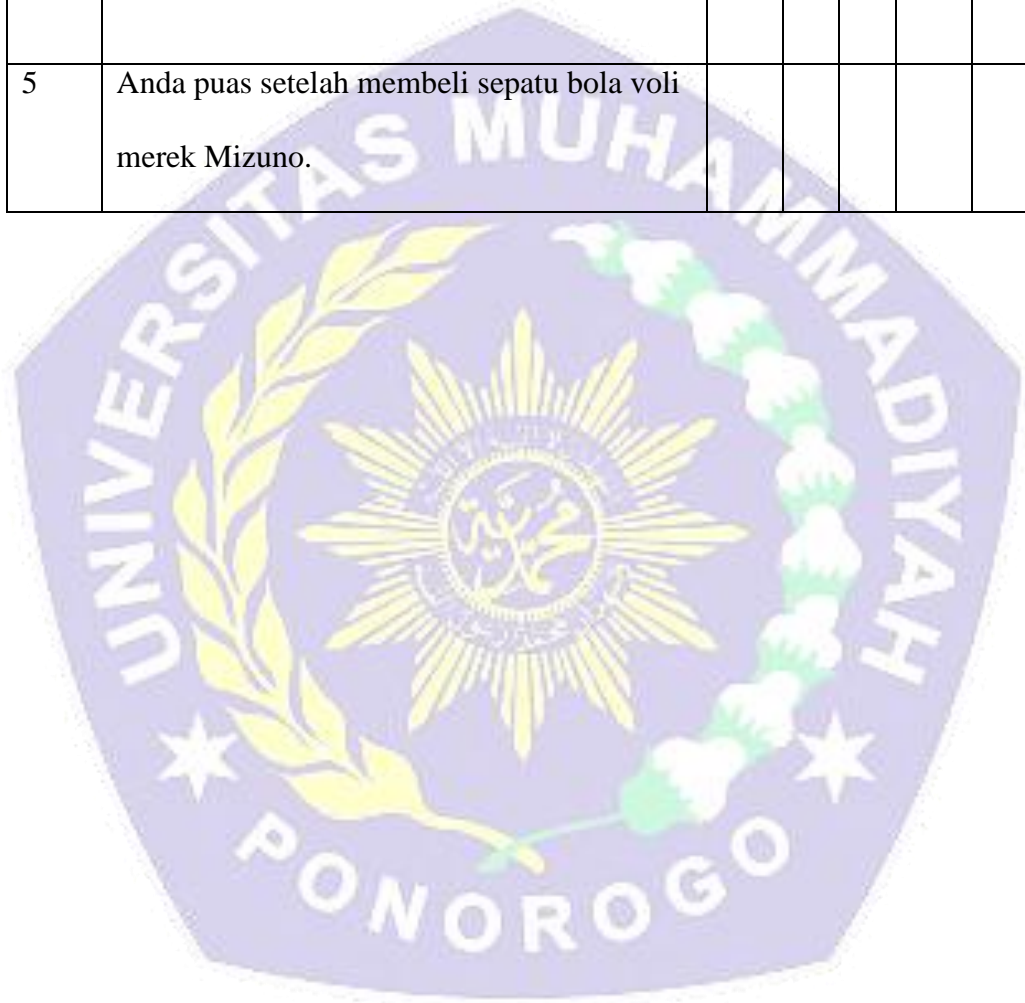 5 Anda puas setelah membeli sepatu bola voli
merek Mizuno.
UNIVERSITAS MUHAMMADIYAH
PONOROGO